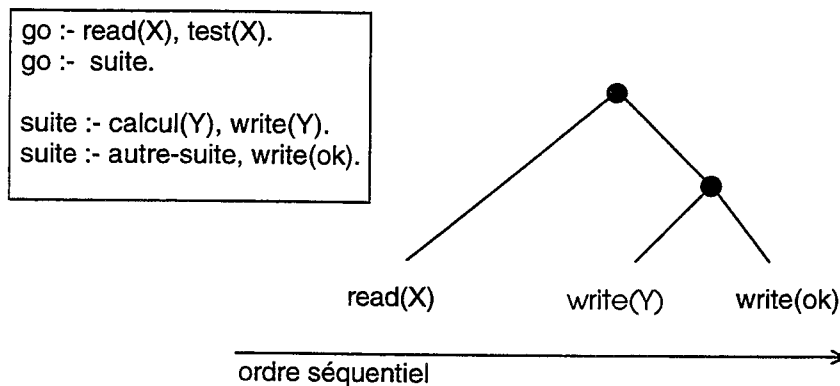 go :- read(X), test(X).
go :- suite.
suite :- calcul(Y), write(Y).
suite :- autre-suite, write(ok).
read(X) write(Y) write(ok)
ordre séquentiel